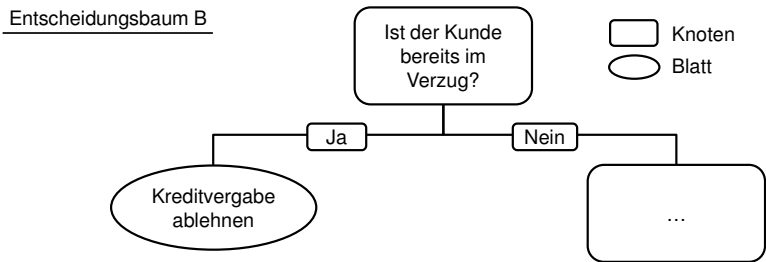 Entscheidungsbaum B
Ist der Kunde
bereits im
Verzug?
Knoten
Blatt
Ja
Nein
Kreditvergabe
ablehnen
...